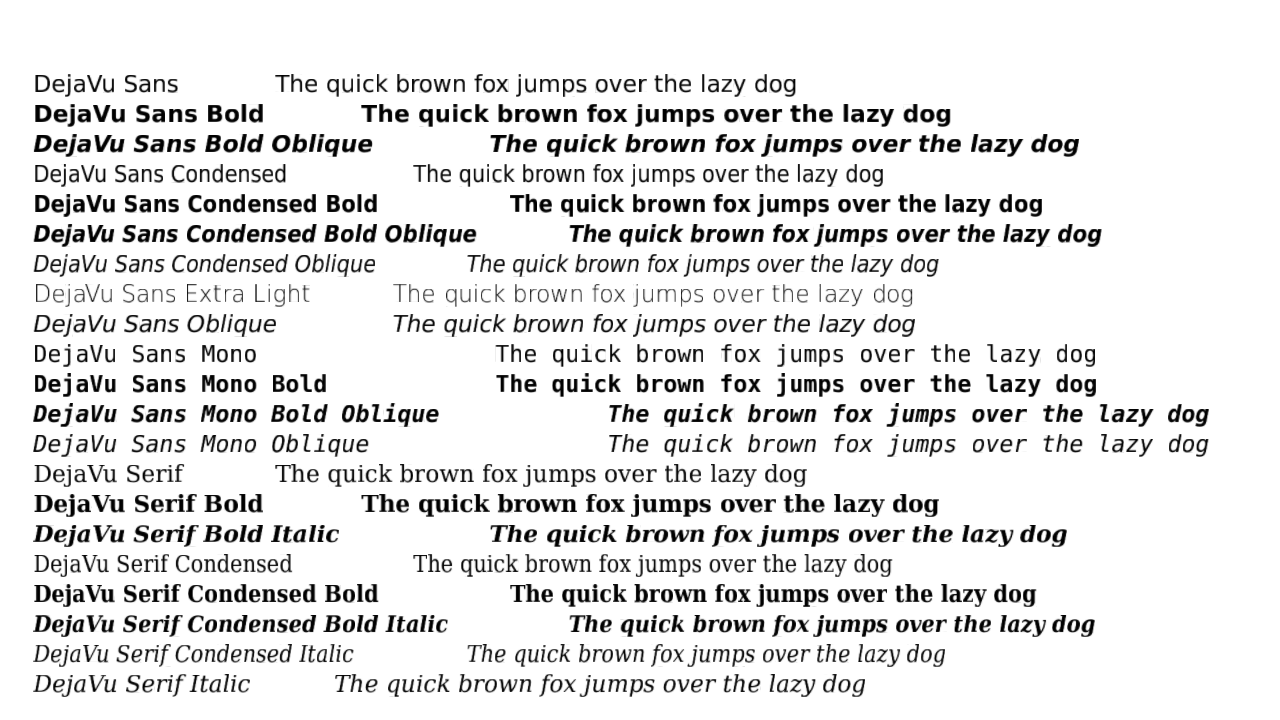 DejaVu Sans The quick brown fox jumps over the lazy dog
DejaVu Sans Bold The quick brown fox jumps over the lazy dog
DejaVu Sans Bold Oblique The quick brown fox jumps over the lazy dog
DejaVu Sans Condensed The quick brown fox jumps over the lazy dog
DejaVu Sans Condensed Bold The quick brown fox jumps over the lazy dog
DejaVu Sans Condensed Bold Oblique The quick brown fox jumps over the lazy dog
DejaVu Sans Condensed Oblique The quick brown fox jumps over the lazy dog
DejaVu Sans Extra Light The quick brown fox jumps over the lazy dog
DejaVu Sans Oblique The quick brown fox jumps over the lazy dog
DejaVu Sans Mono The quick brown fox jumps over the lazy dog
DejaVu Sans Mono Bold The quick brown fox jumps over the lazy dog
DejaVu Sans Mono Bold Oblique The quick brown fox jumps over the lazy dog
DejaVu Sans Mono Oblique The quick brown fox jumps over the lazy dog
DejaVu Serif The quick brown fox jumps over the lazy dog
DejaVu Serif Bold The quick brown fox jumps over the lazy dog
DejaVu Serif Bold Italic The quick brown fox jumps over the lazy dog
DejaVu Serif Condensed The quick brown fox jumps over the lazy dog
DejaVu Serif Condensed Bold The quick brown fox jumps over the lazy dog
DejaVu Serif Condensed Bold Italic The quick brown fox jumps over the lazy dog
DejaVu Serif Condensed Italic The quick brown fox jumps over the lazy dog
DejaVu Serif Italic The quick brown fox jumps over the lazy dog